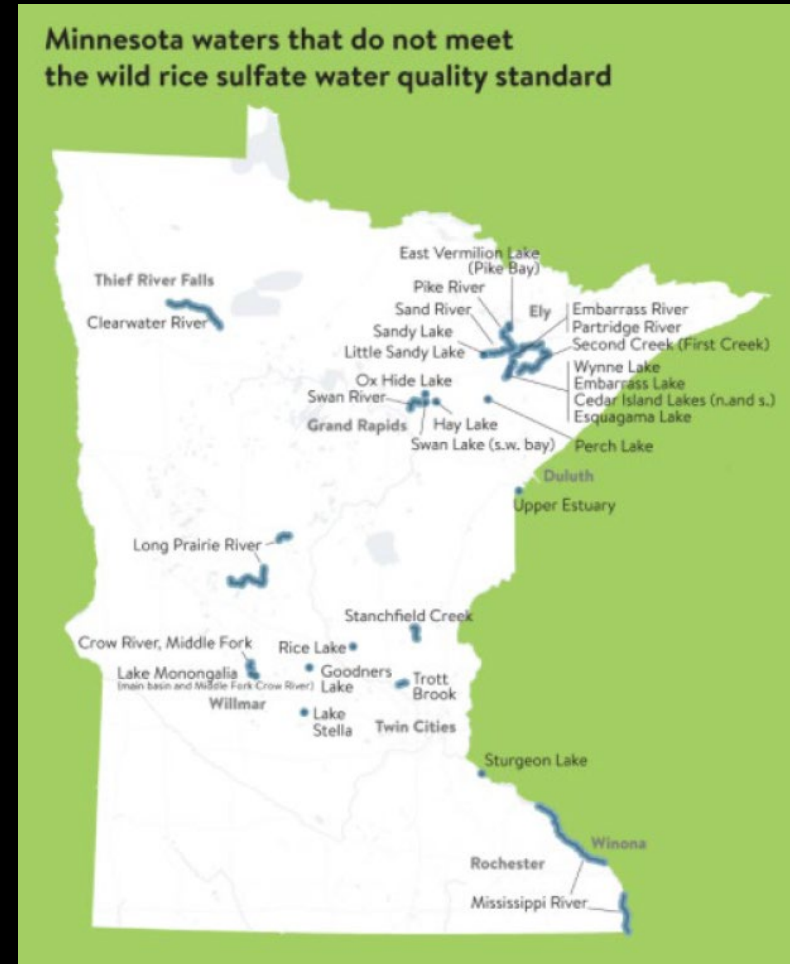 Minnesota waters that do not meet
the wild rice sulfate water quality standard
East Vermilion Lake
(Pike Bay)
Thief River Falls
Pike River
Sand River
Ely
Embarrass River
Clearwater River
Partridge River
Sandy Lake
Second Creek (First Creek)
Little Sandy Lake
Wynne Lake
Ox Hide Lake
Embarrass Lake
Swan River
Cedar Island Lakes (n.and s.)
Esquagama Lake
Grand Rapids
Hay Lake
Swan Lake (s.w. bay)
Perch Lake
Duluth
Upper Estuary
Long Prairie River
Stanchfield Creek
Crow River, Middle Fork
Rice Lake
Lake Monongalia
(main basin and Middle Fork Crow River)
Goodners
Lake
Trott
Brook
Willmar
Lake
Stella
Twin Cities
Sturgeon Lake
Winona
Rochester
Mississippi River